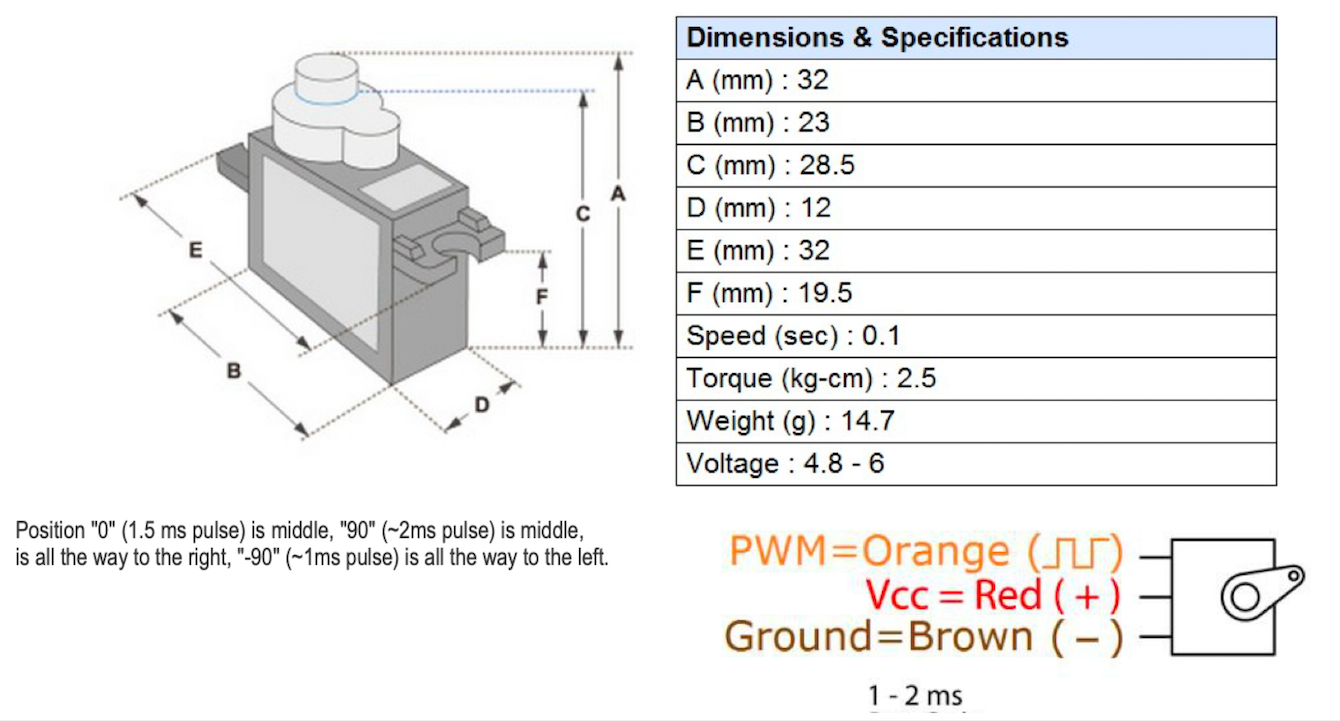 A
C
E
F
B
D
Dimensions & Specifications
A (mm) : 32
B (mm) : 23
C (mm) : 28.5
D (mm) : 12
E (mm) : 32
F (mm) : 19.5
Speed (sec) : 0.1
Torque (kg-cm) : 2.5
Weight (g) : 14.7
Voltage : 4.8 - 6
Position "0" (1.5 ms pulse) is middle, "90" (~2ms pulse) is middle,
is all the way to the right, "-90" (~1ms pulse) is all the way to the left.
PWM=Orange ( )
Vcc = Red ( + )
Ground=Brown ( − )
1 - 2 ms